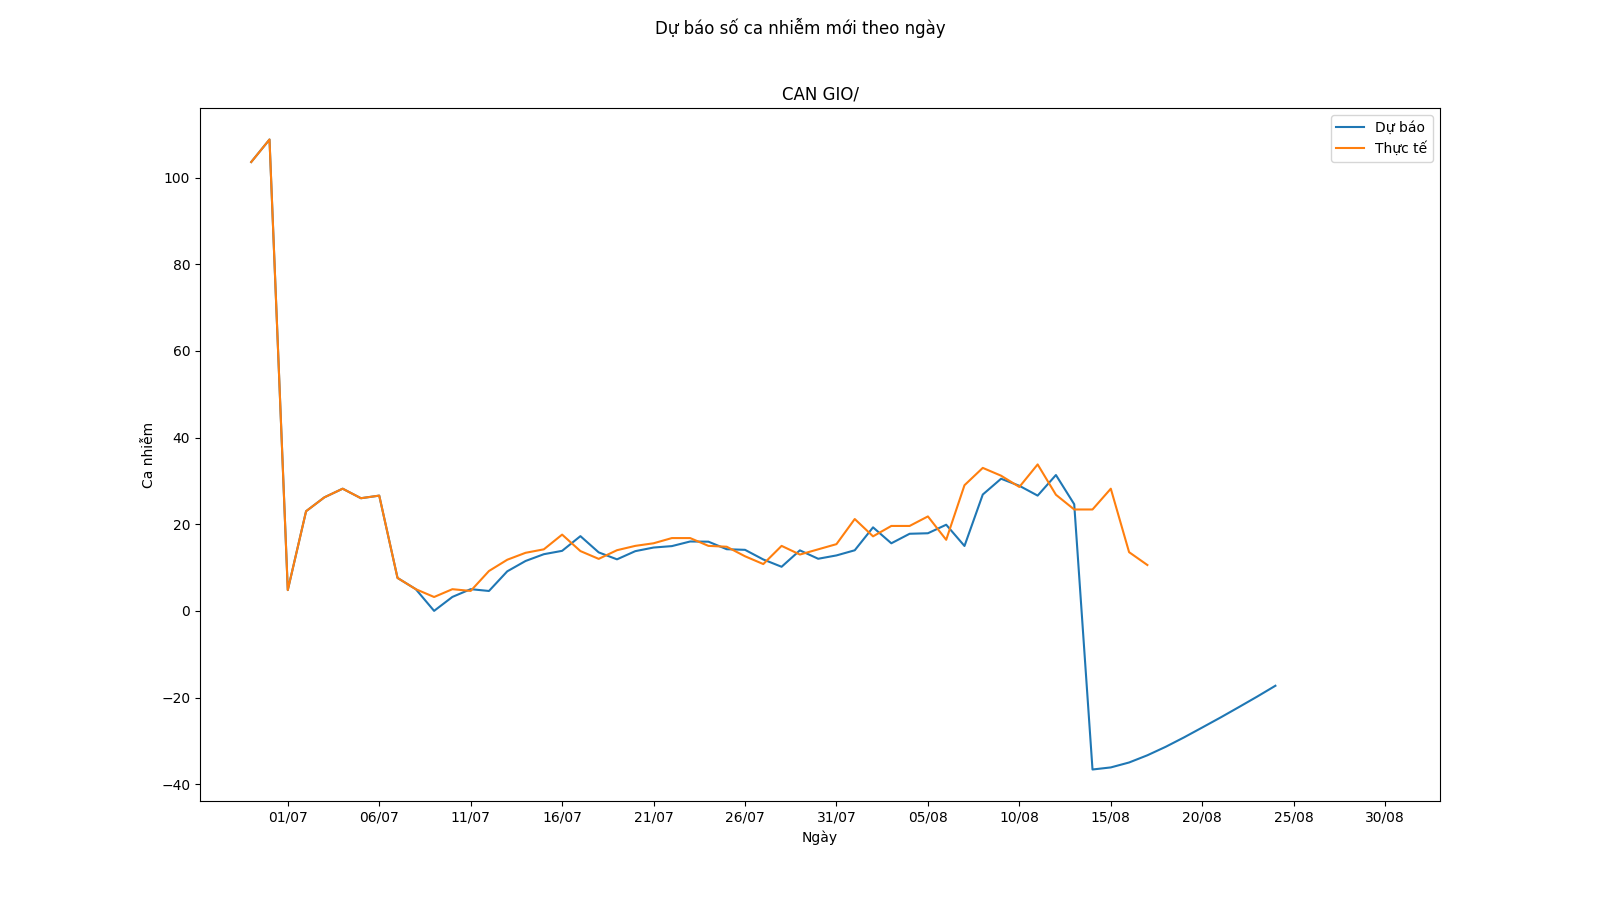 Dự báo số ca nhiễm mới theo ngày
CAN GIO/
Dự báo
Thực tế
100
80
60
40
20
0
−20
−40
Ca nhiễm
01/07 06/07 11/07 16/07 21/07 26/07 31/07 05/08 10/08 15/08 20/08 25/08 30/08
Ngày